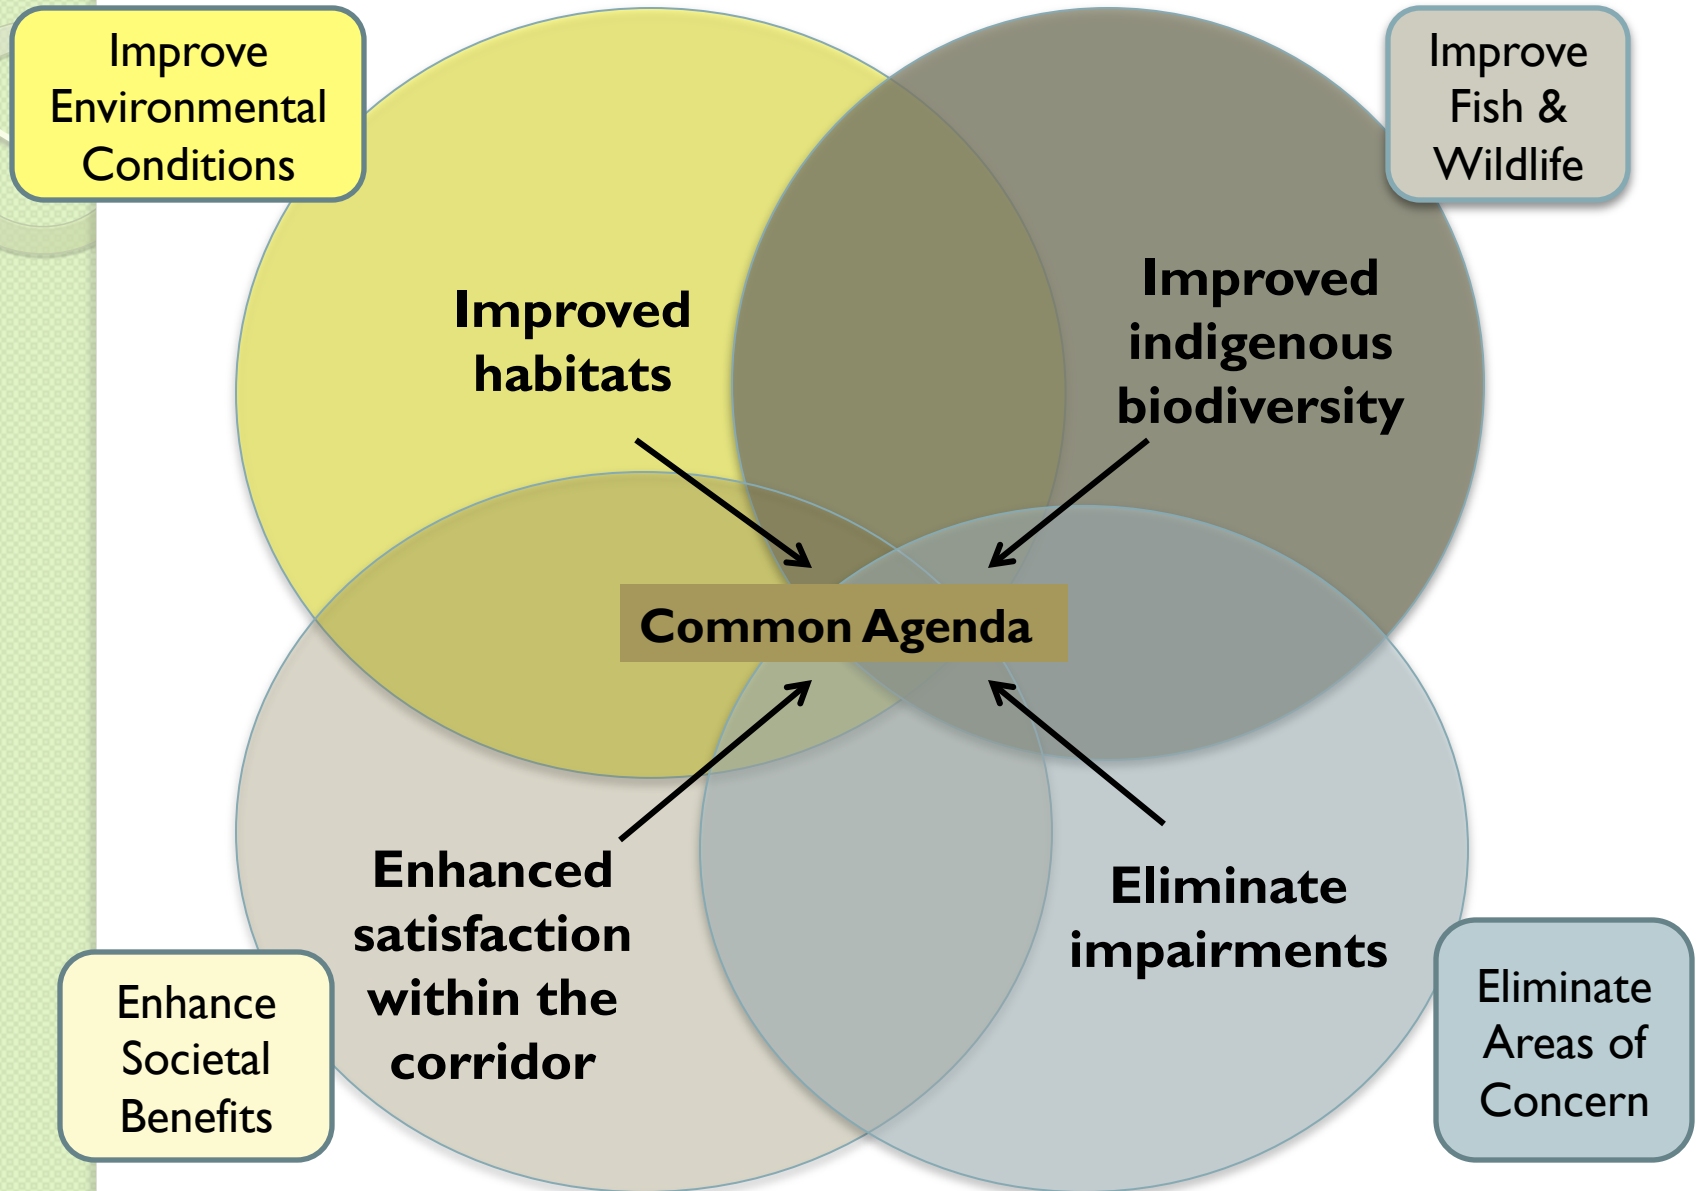 Improve
Environmental
Conditions
Improve
Fish &
Wildlife
Improved
habitats
Improved
indigenous
biodiversity
Common Agenda
Enhanced
satisfaction
within the
corridor
Eliminate
impairments
Enhance
Societal
Benefits
Eliminate
Areas of
Concern